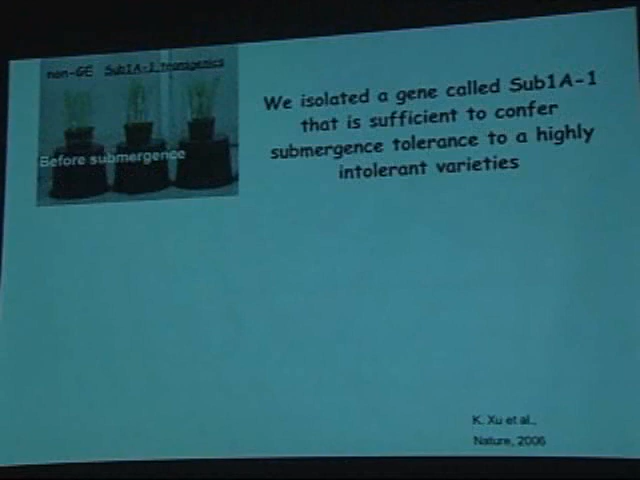 non-GE Sub1A-1 transgenics
Before submergence
We isolated a gene called Sub1A-1
that is sufficient to confer
submergence tolerance to a highly
intolerant varieties
K. Xu et al.,
Nature, 2006